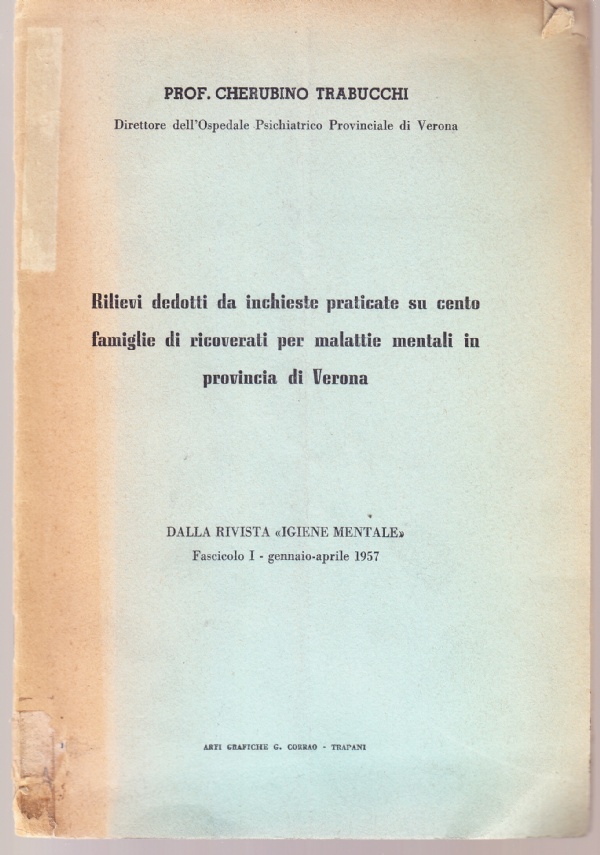 PROF. CHERUBINO TRABUCCHI
Direttore dell'Ospedale Psichiatrico Provinciale di Verona
Rilievi dedotti da inchieste praticate su cento
famiglie di ricoverati per malattie mentali in
provincia di Verona
DALLA RIVISTA «IGIENE MENTALE»
Fascicolo I - gennaio-aprile 1957
ARTI GRAFICHE G. CORRAO - TRAPANI